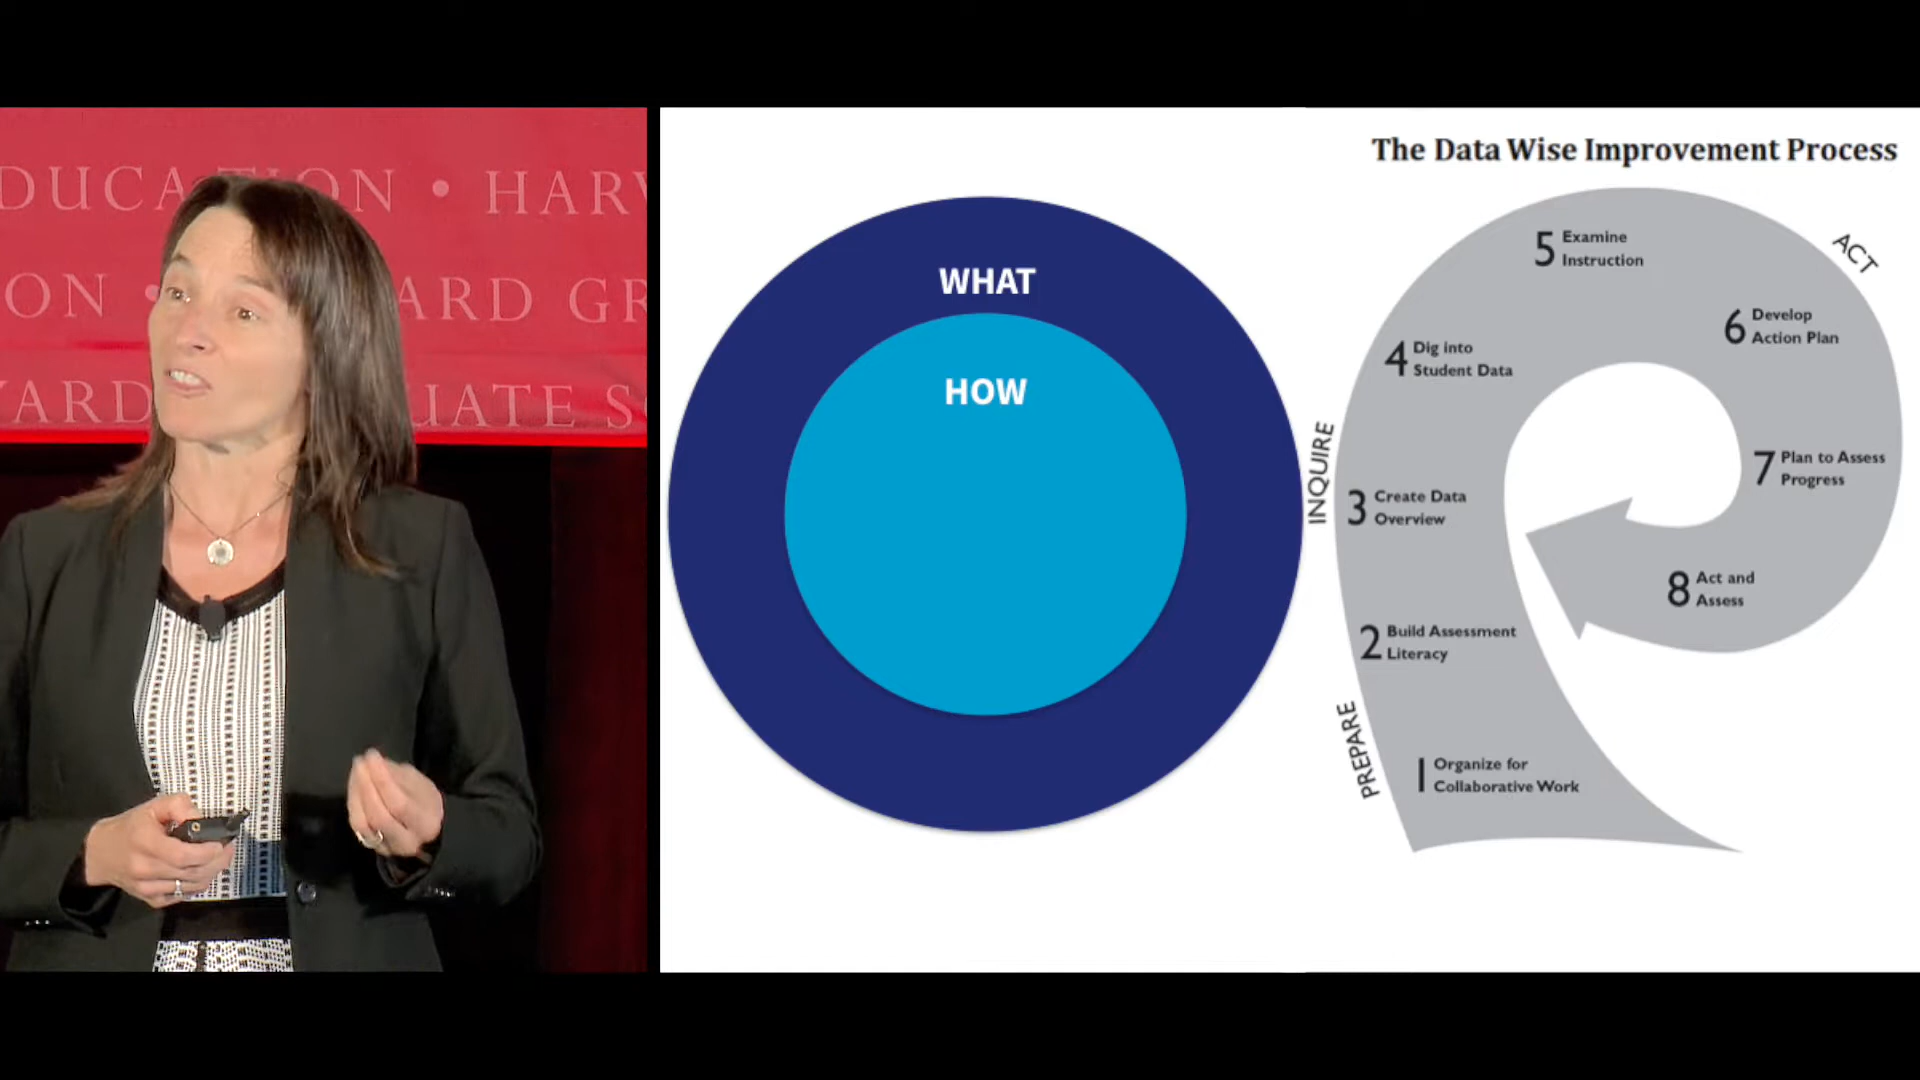 DUCATION • HARV
ON • ARD GR
ARD UATE S
WHAT
HOW
The Data Wise Improvement Process
PREPARE
INQUIRE
ACT
1 Organize for
Collaborative Work
2 Build Assessment
Literacy
3 Create Data
Overview
4 Dig into
Student Data
5 Examine
Instruction
6 Develop
Action Plan
7 Plan to Assess
Progress
8 Act and
Assess